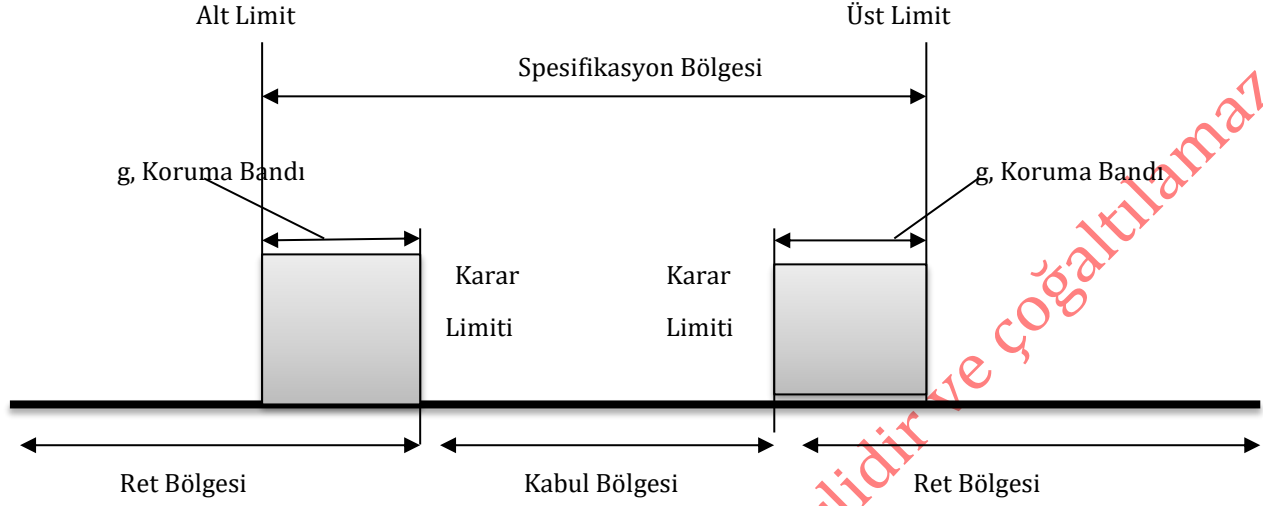 Alt Limit
Üst Limit
Spesifikasyon Bölgesi
g, Koruma Bandı
g, Koruma Bandı
Karar
Limiti
Karar
Limiti
Ret Bölgesi
Kabul Bölgesi
Ret Bölgesi
ve çoğaltılamaz